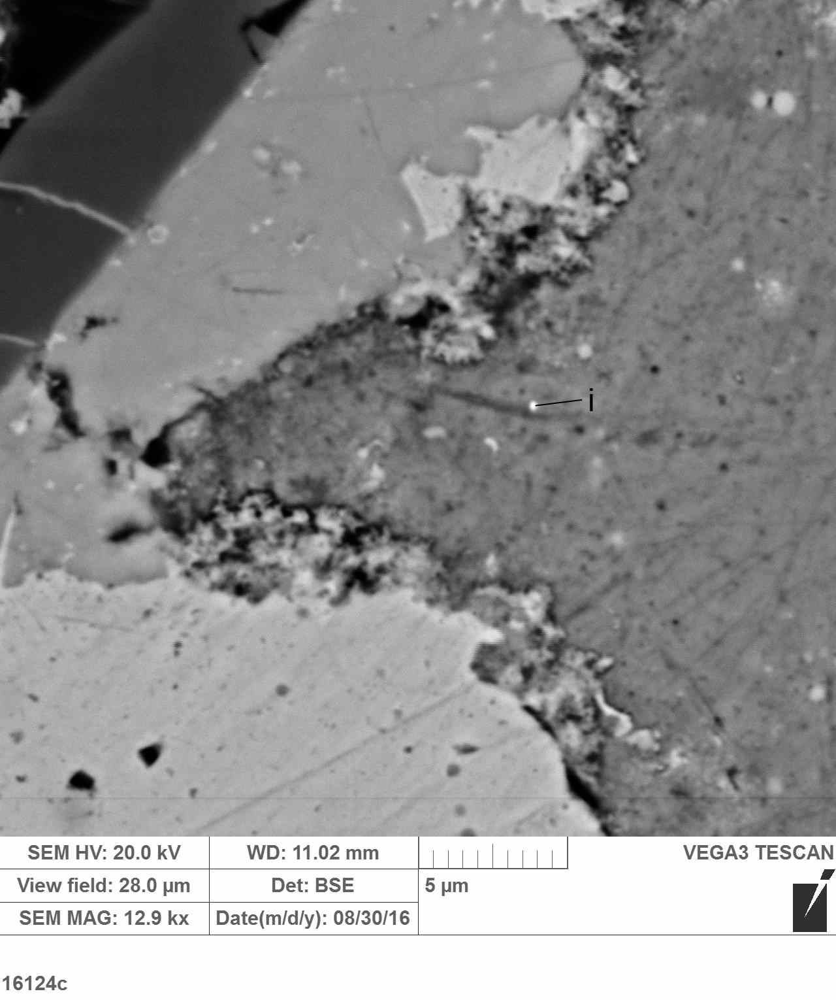 i
SEM HV: 20.0 kV
WD: 11.02 mm
VEGA3 TESCAN
View field: 28.0 µm
Det: BSE
5 µm
SEM MAG: 12.9 kx
Date(m/d/y): 08/30/16
16124c